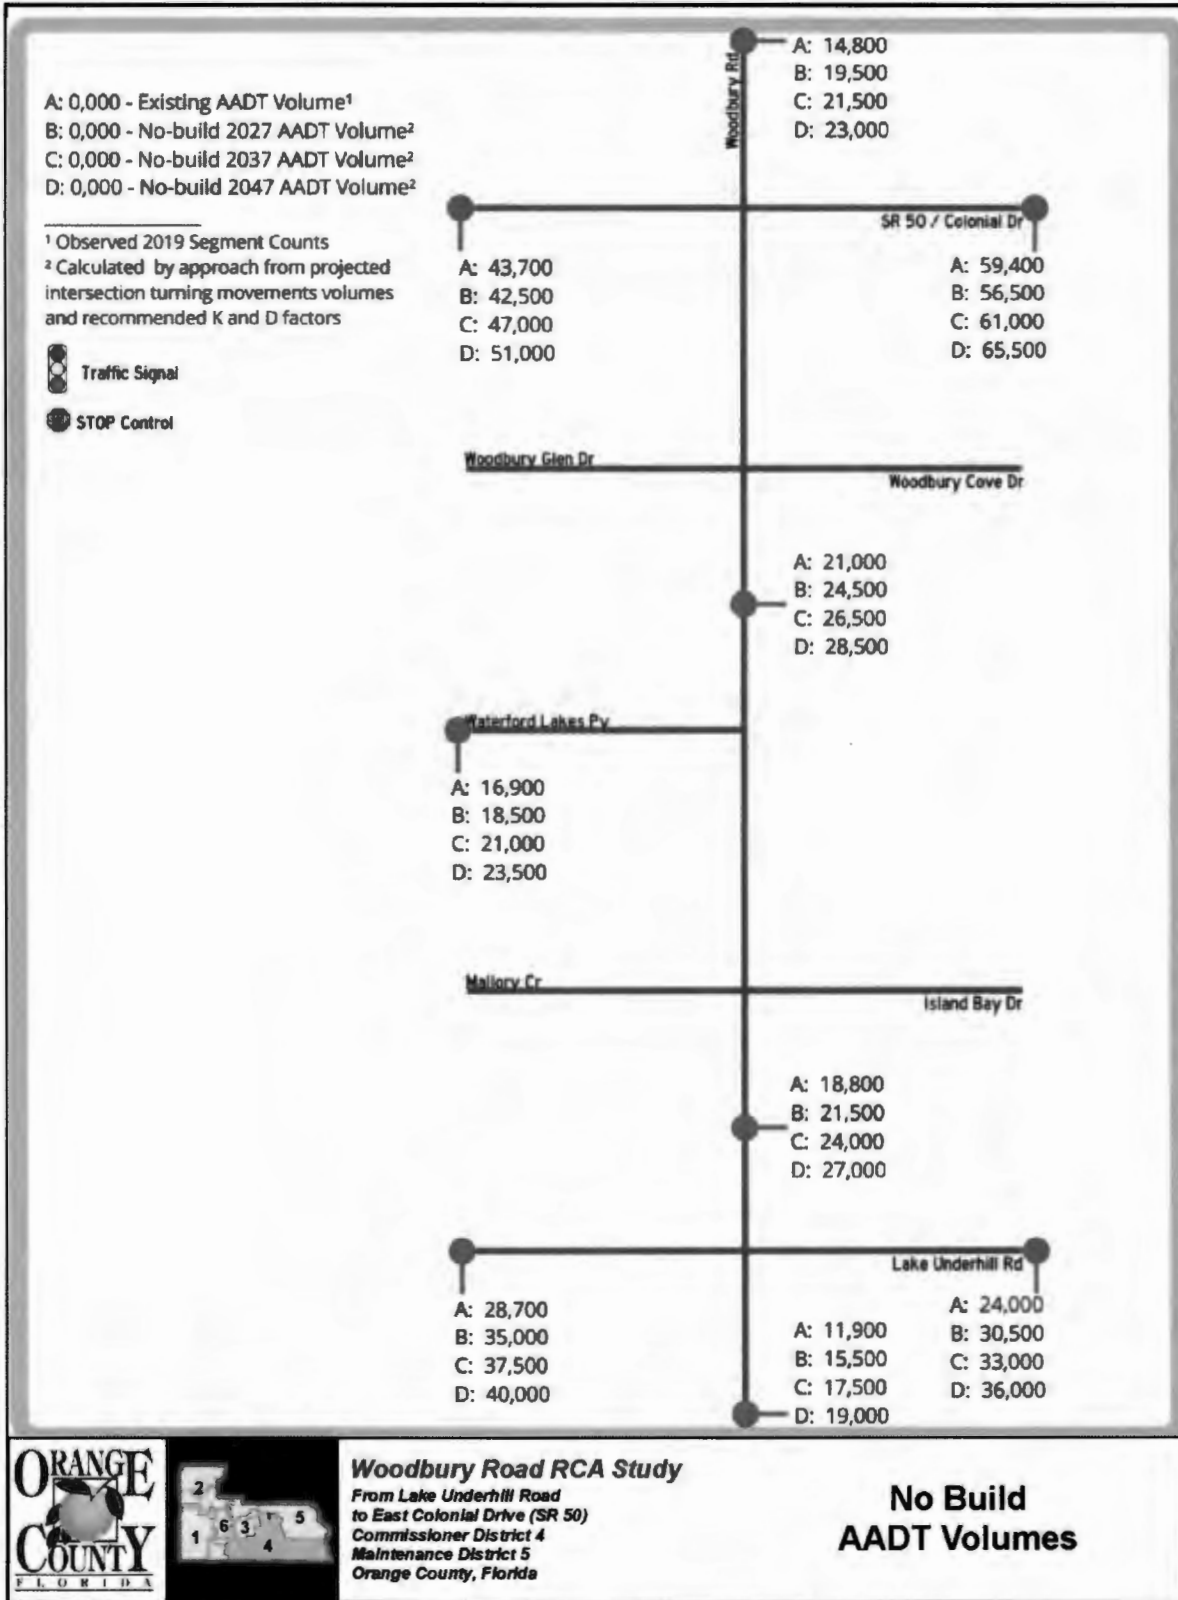 A: 0,000 - Existing AADT Volume¹
B: 0,000 - No-build 2027 AADT Volume²
C: 0,000 - No-build 2037 AADT Volume²
D: 0,000 - No-build 2047 AADT Volume²
¹ Observed 2019 Segment Counts
² Calculated by approach from projected
intersection turning movements volumes
and recommended K and D factors
Traffic Signal
STOP Control
Woodbury Rd
A: 14,800
B: 19,500
C: 21,500
D: 23,000
SR 50 / Colonial Dr
A: 43,700
B: 42,500
C: 47,000
D: 51,000
A: 59,400
B: 56,500
C: 61,000
D: 65,500
Woodbury Glen Dr
Woodbury Cove Dr
A: 21,000
B: 24,500
C: 26,500
D: 28,500
Waterford Lakes Py
A: 16,900
B: 18,500
C: 21,000
D: 23,500
Mallory Cr
Island Bay Dr
A: 18,800
B: 21,500
C: 24,000
D: 27,000
Lake Underhill Rd
A: 28,700
B: 35,000
C: 37,500
D: 40,000
A: 11,900
B: 15,500
C: 17,500
D: 19,000
A: 24,000
B: 30,500
C: 33,000
D: 36,000
ORANGE
COUNTY
FLORIDA
2
1
6
3
5
4
Woodbury Road RCA Study
From Lake Underhill Road
to East Colonial Drive (SR 50)
Commissioner District 4
Maintenance District 5
Orange County, Florida
No Build
AADT Volumes